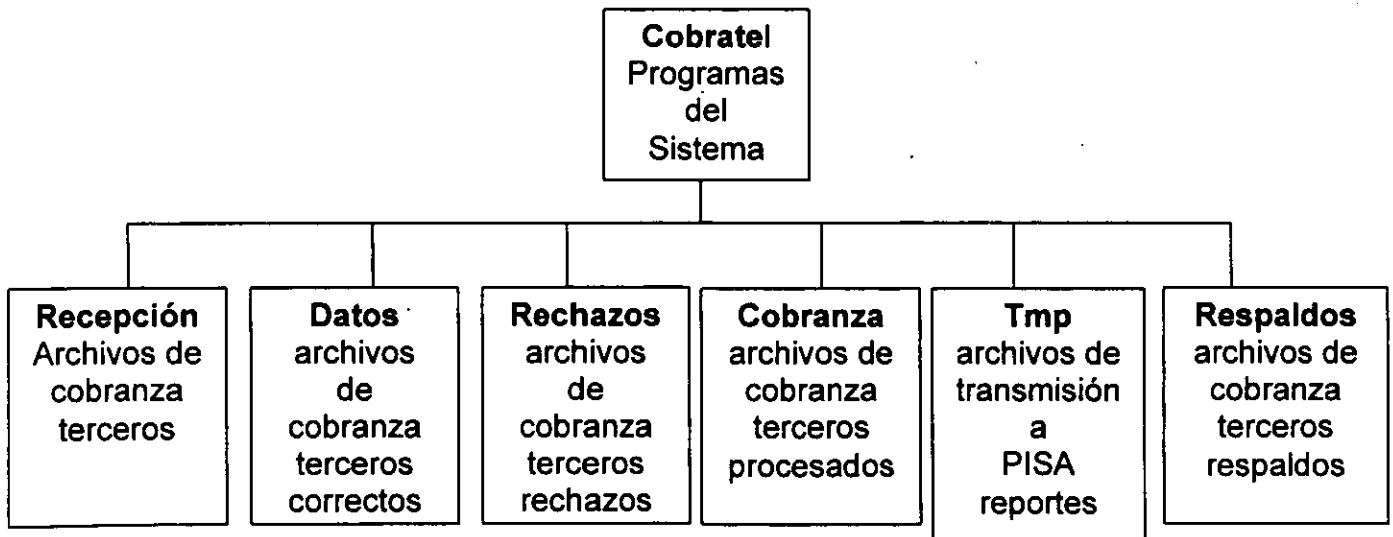 Cobratel
Programas
del
Sistema
Recepción
Archivos de
cobranza
terceros
Datos
archivos
de
cobranza
terceros
correctos
Rechazos
archivos
de
cobranza
terceros
rechazos
Cobranza
archivos de
cobranza
terceros
procesados
Tmp
archivos de
transmisión
a
PISA
reportes
Respaldos
archivos de
cobranza
terceros
respaldos